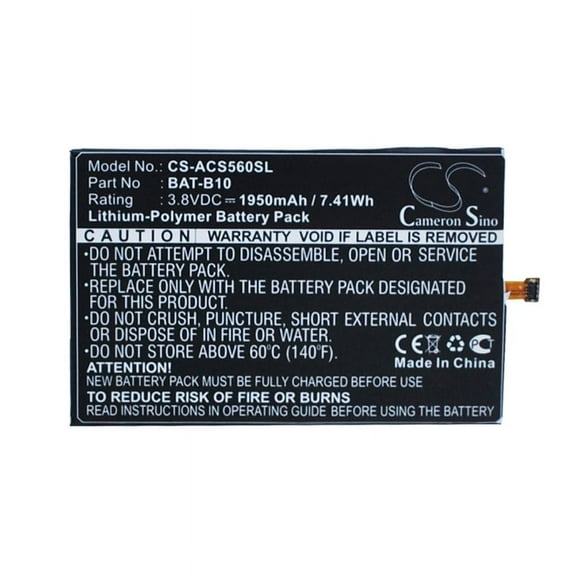 Model No.: CS-ACS560SL
Part No : BAT-B10
Rating : 3.8VDC ⎓ 1950mAh / 7.41Wh
Lithium-Polymer Battery Pack
CS
Cameron Sino
CAUTION WARRANTY VOID IF LABEL IS REMOVED
•DO NOT ATTEMPT TO DISASSEMBLE, OPEN OR SERVICE
THE BATTERY PACK.
•REPLACE ONLY WITH THE BATTERY DESIGNATED FOR
THIS PRODUCT.
•DO NOT CRUSH, PUNCTURE, SHORT EXTERNAL CONTACTS
OR DISPOSE OF IN FIRE OR WATER.
•DO NOT STORE ABOVE 60°C (140°F).
CE
PC
Made In China
ATTENTION:
NEW BATTERY PACK MUST BE FULLY CHARGED BEFORE USE.
TO REDUCE RISK OF FIRE OR BURNS.
•READ OPERATING GUIDE BEFORE USING THE BATTERY